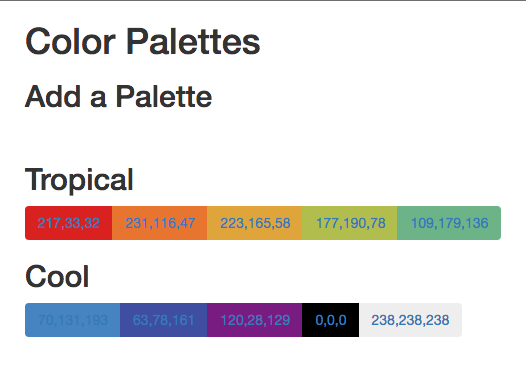 Color Palettes
Add a Palette
Tropical
217,33,32 231,116,47 223,165,58 177,190,78 109,179,136
Cool
70,131,193 63,78,161 120,28,129 0,0,0 238,238,238